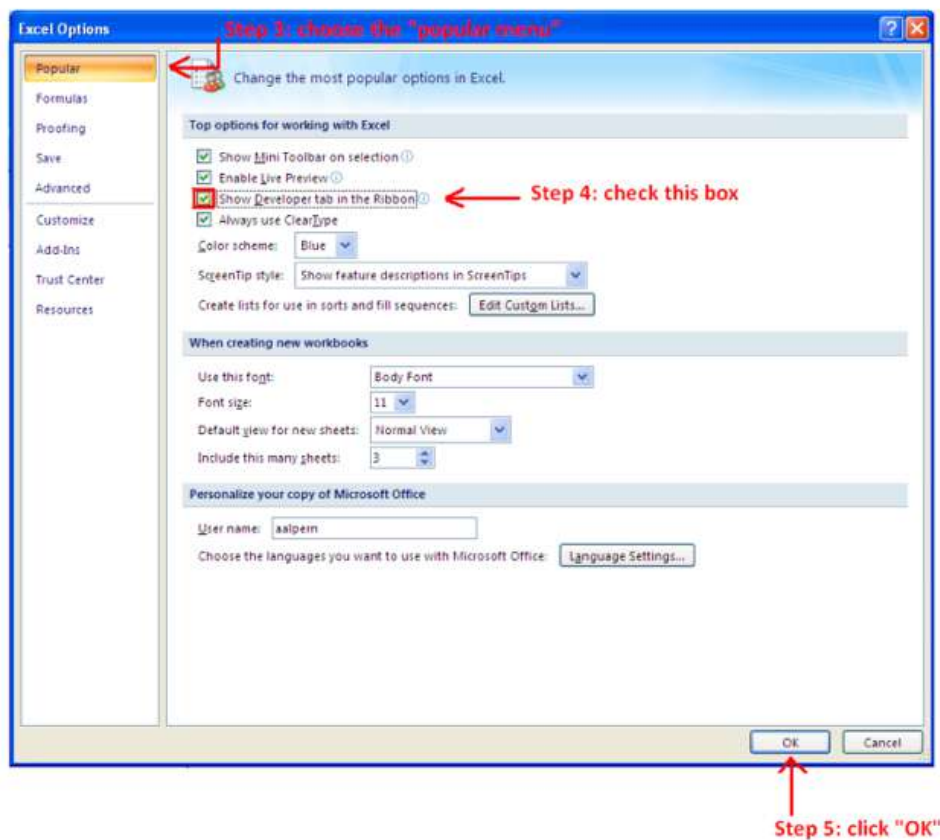 Excel Options
Step 3: choose the "popular menu"
Popular
Formulas
Proofing
Save
Advanced
Customize
Add-Ins
Trust Center
Resources
Change the most popular options in Excel.
Top options for working with Excel
Show Mini Toolbar on selection
Enable Live Preview
Show Developer tab in the Ribbon
Step 4: check this box
Always use ClearType
Color scheme: Blue
ScreenTip style: Show feature descriptions in ScreenTips
Create lists for use in sorts and fill sequences: Edit Custom Lists...
When creating new workbooks
Use this font: Body Font
Font size: 11
Default view for new sheets: Normal View
Include this many sheets: 3
Personalize your copy of Microsoft Office
User name: aalpern
Choose the languages you want to use with Microsoft Office: Language Settings...
OK Cancel
Step 5: click "OK"